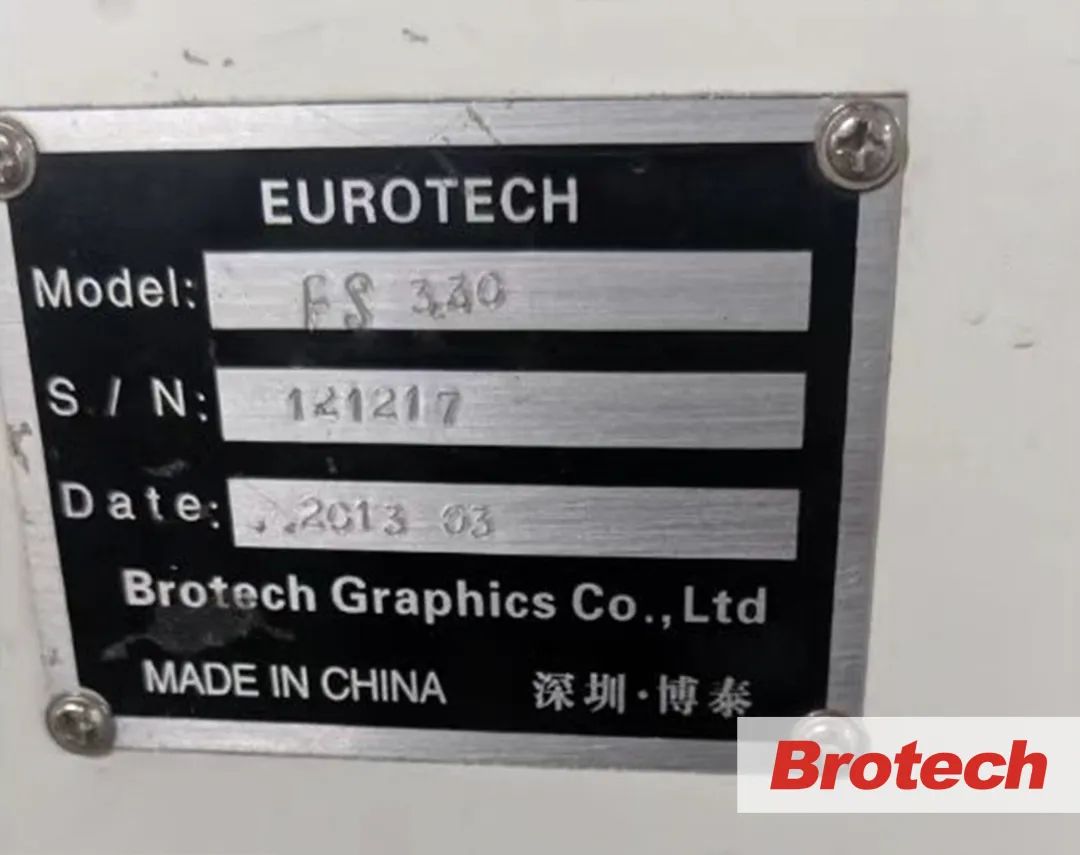 EUROTECH
Model: FS 330
S / N: 121217
Date: 2013 03
Brotech Graphics Co., Ltd
MADE IN CHINA 深圳·博泰
Brotech